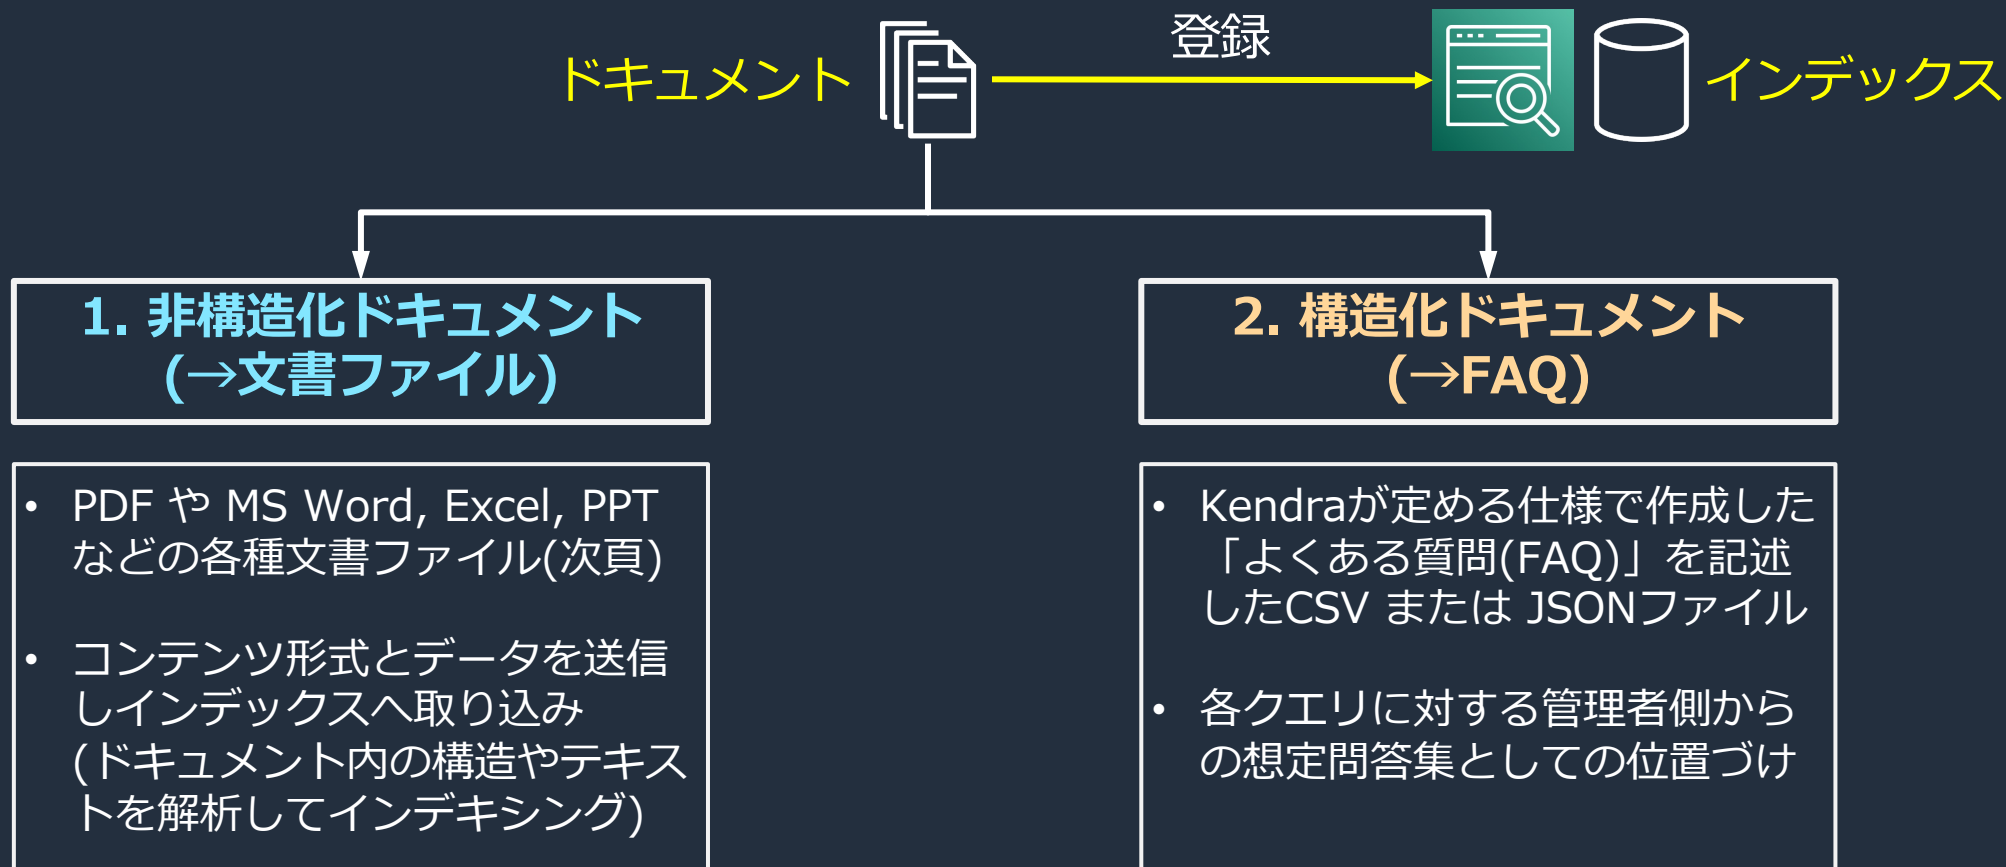 ドキュメント
登録
インデックス
1. 非構造化ドキュメント
(→文書ファイル)
• PDF や MS Word, Excel, PPT
などの各種文書ファイル(次頁)
• コンテンツ形式とデータを送信
しインデックスへ取り込み
(ドキュメント内の構造やテキス
トを解析してインデキシング)
2. 構造化ドキュメント
(→FAQ)
• Kendraが定める仕様で作成した
「よくある質問(FAQ)」を記述
したCSV または JSONファイル
• 各クエリに対する管理者側から
の想定問答集としての位置づけ